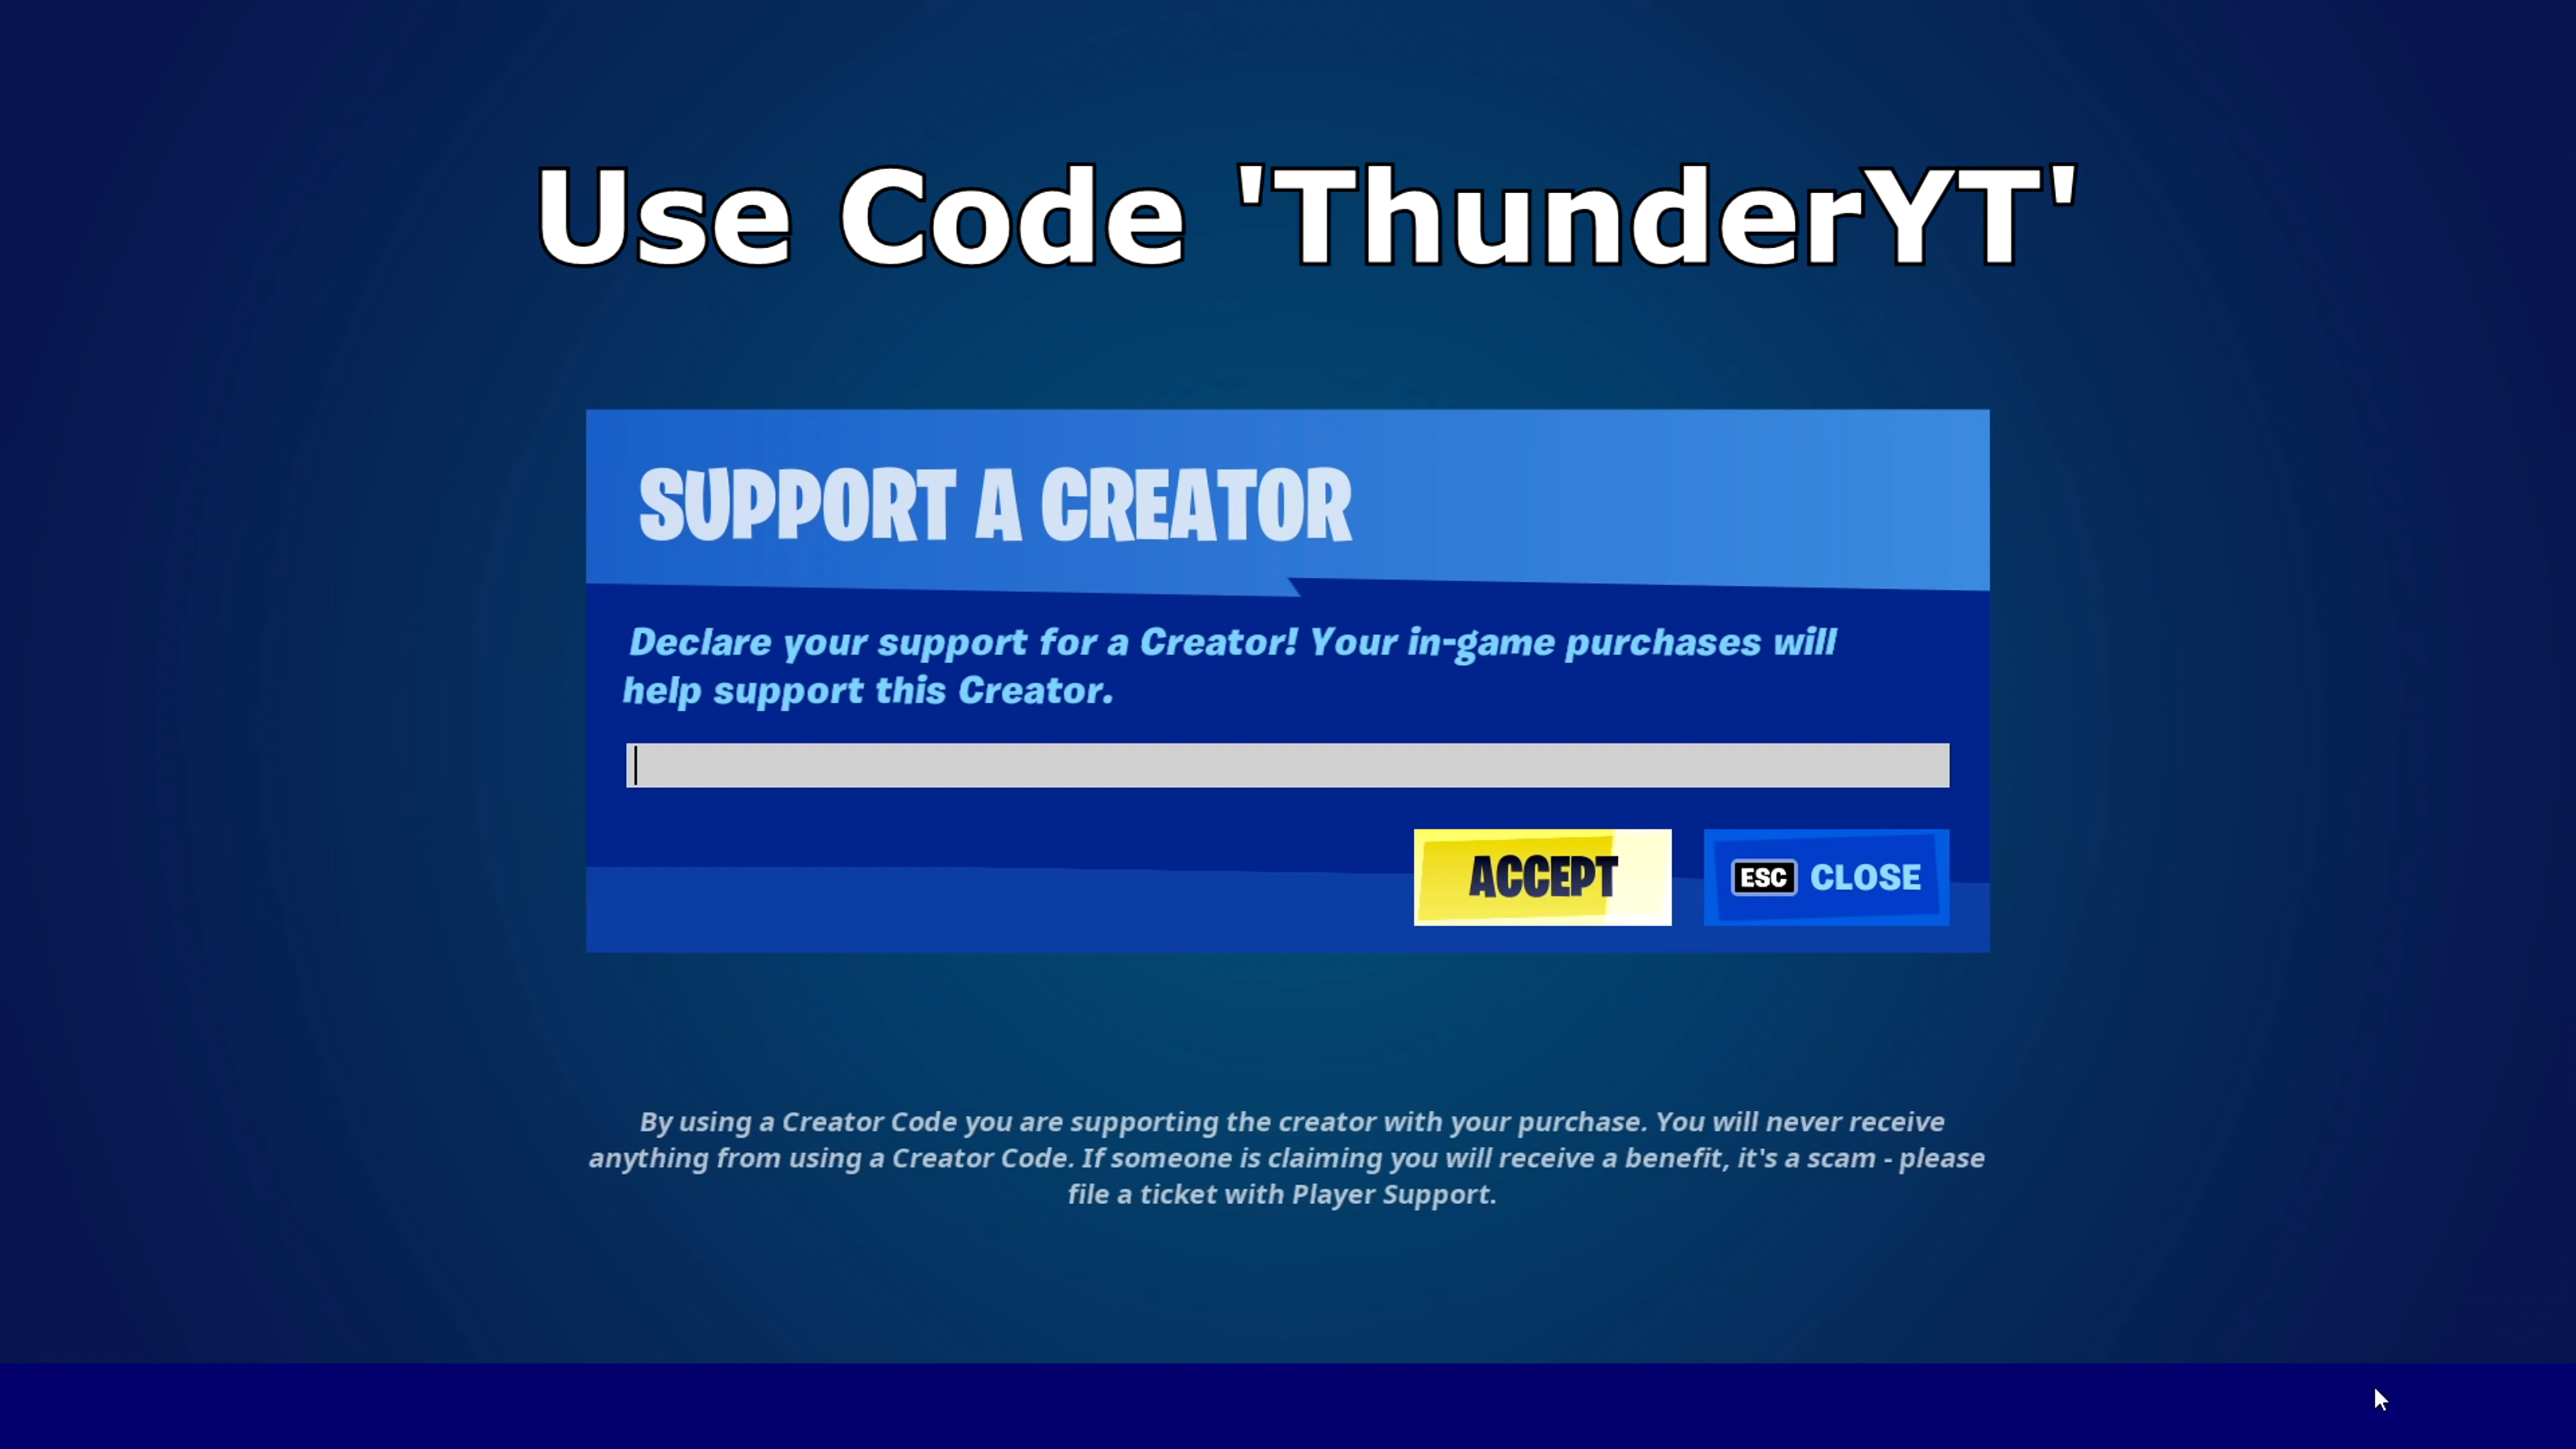 Use Code 'ThunderYT'
SUPPORT A CREATOR
Declare your support for a Creator! Your in-game purchases will
help support this Creator.
ACCEPT
ESC CLOSE
By using a Creator Code you are supporting the creator with your purchase. You will never receive
anything from using a Creator Code. If someone is claiming you will receive a benefit, it's a scam - please
file a ticket with Player Support.